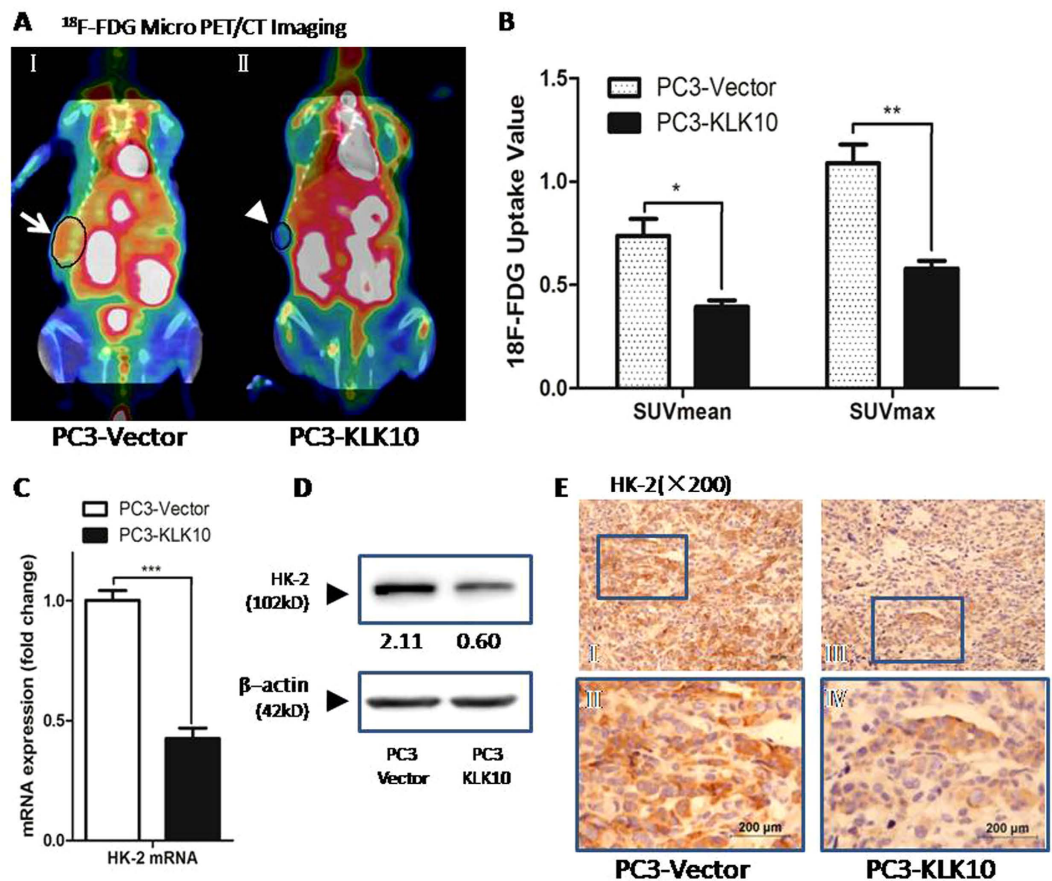 A
18F-FDG Micro PET/CT Imaging
I
II
PC3-Vector
PC3-KLK10
B
PC3-Vector
PC3-KLK10
18F-FDG Uptake Value
1.5
1.0
0.5
0.0
*
**
SUVmean
SUVmax
C
PC3-Vector
PC3-KLK10
mRNA expression (fold change)
1.0
0.5
0.0
***
HK-2 mRNA
D
HK-2
(102kD)
2.11
0.60
β-actin
(42kD)
PC3
Vector
PC3
KLK10
E
HK-2(×200)
I
III
II
200 μm
IV
200 μm
PC3-Vector
PC3-KLK10